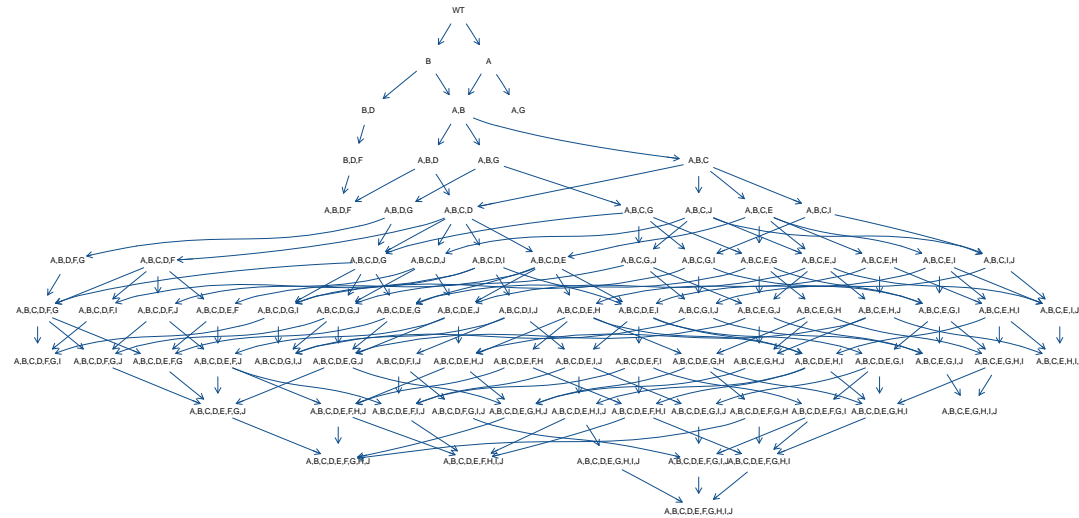 WT
B A
B,D A,B A,G
B,D,F A,B,D A,B,G A,B,C
A,B,D,F A,B,D,G A,B,C,D A,B,C,G A,B,C,J A,B,C,E A,B,C,I
A,B,D,F,G A,B,C,D,F A,B,C,D,G A,B,C,D,J A,B,C,D,I A,B,C,D,E A,B,C,G,J A,B,C,G,I A,B,C,E,G A,B,C,E,J A,B,C,E,H A,B,C,E,I A,B,C,I,J
A,B,C,D,F,G A,B,C,D,F,I A,B,C,D,F,J A,B,C,D,E,F A,B,C,D,G,I A,B,C,D,G,J A,B,C,D,E,G A,B,C,D,E,J A,B,C,D,I,J A,B,C,D,E,H A,B,C,D,E,I A,B,C,G,I,J A,B,C,E,G,J A,B,C,E,G,H A,B,C,E,H,J A,B,C,E,G,I A,B,C,E,H,I A,B,C,E,I,J
A,B,C,D,F,G,I A,B,C,D,F,G,J A,B,C,D,E,F,G A,B,C,D,E,F,J A,B,C,D,G,I,J A,B,C,D,E,G,J A,B,C,D,F,I,J A,B,C,D,E,H,J A,B,C,D,E,F,H A,B,C,D,E,I,J A,B,C,D,E,F,I A,B,C,D,E,G,H A,B,C,E,G,H,J A,B,C,D,E,H,I A,B,C,D,E,G,I A,B,C,E,G,I,J A,B,C,E,G,H,I A,B,C,E,H,I,
A,B,C,D,E,F,G,J A,B,C,D,E,F,H,J A,B,C,D,E,F,I,J A,B,C,D,F,G,I,J A,B,C,D,E,G,H,J A,B,C,D,E,H,I,J A,B,C,D,E,F,H,I A,B,C,D,E,G,I,J A,B,C,D,E,F,G,H A,B,C,D,E,F,G,I A,B,C,D,E,G,H,I A,B,C,E,G,H,I,J
A,B,C,D,E,F,G,H,J A,B,C,D,E,F,H,I,J A,B,C,D,E,G,H,I,J A,B,C,D,E,F,G,I,J A,B,C,D,E,F,G,H,I
A,B,C,D,E,F,G,H,I,J